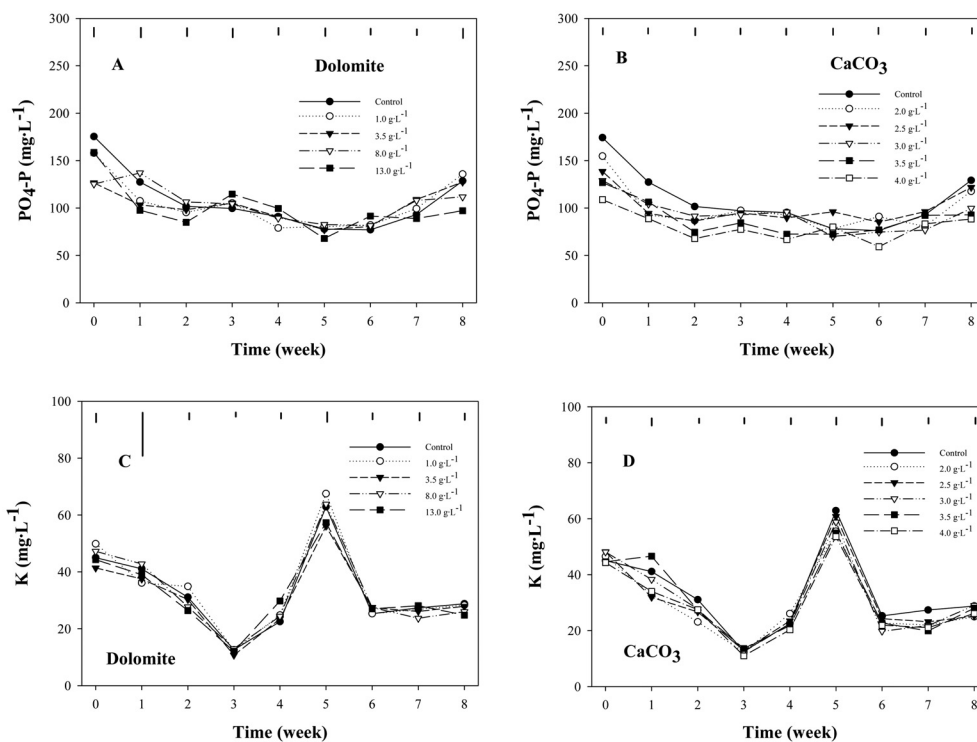 A
Dolomite
Control
1.0 g·L⁻¹
3.5 g·L⁻¹
8.0 g·L⁻¹
13.0 g·L⁻¹
PO₄-P (mg·L⁻¹)
300
250
200
150
100
50
0
0 1 2 3 4 5 6 7 8
Time (week)
B
CaCO₃
Control
2.0 g·L⁻¹
2.5 g·L⁻¹
3.0 g·L⁻¹
3.5 g·L⁻¹
4.0 g·L⁻¹
PO₄-P (mg·L⁻¹)
300
250
200
150
100
50
0
0 1 2 3 4 5 6 7 8
Time (week)
C
Control
1.0 g·L⁻¹
3.5 g·L⁻¹
8.0 g·L⁻¹
13.0 g·L⁻¹
Dolomite
K (mg·L⁻¹)
100
80
60
40
20
0
0 1 2 3 4 5 6 7 8
Time (week)
D
Control
2.0 g·L⁻¹
2.5 g·L⁻¹
3.0 g·L⁻¹
3.5 g·L⁻¹
4.0 g·L⁻¹
CaCO₃
K (mg·L⁻¹)
100
80
60
40
20
0
0 1 2 3 4 5 6 7 8
Time (week)